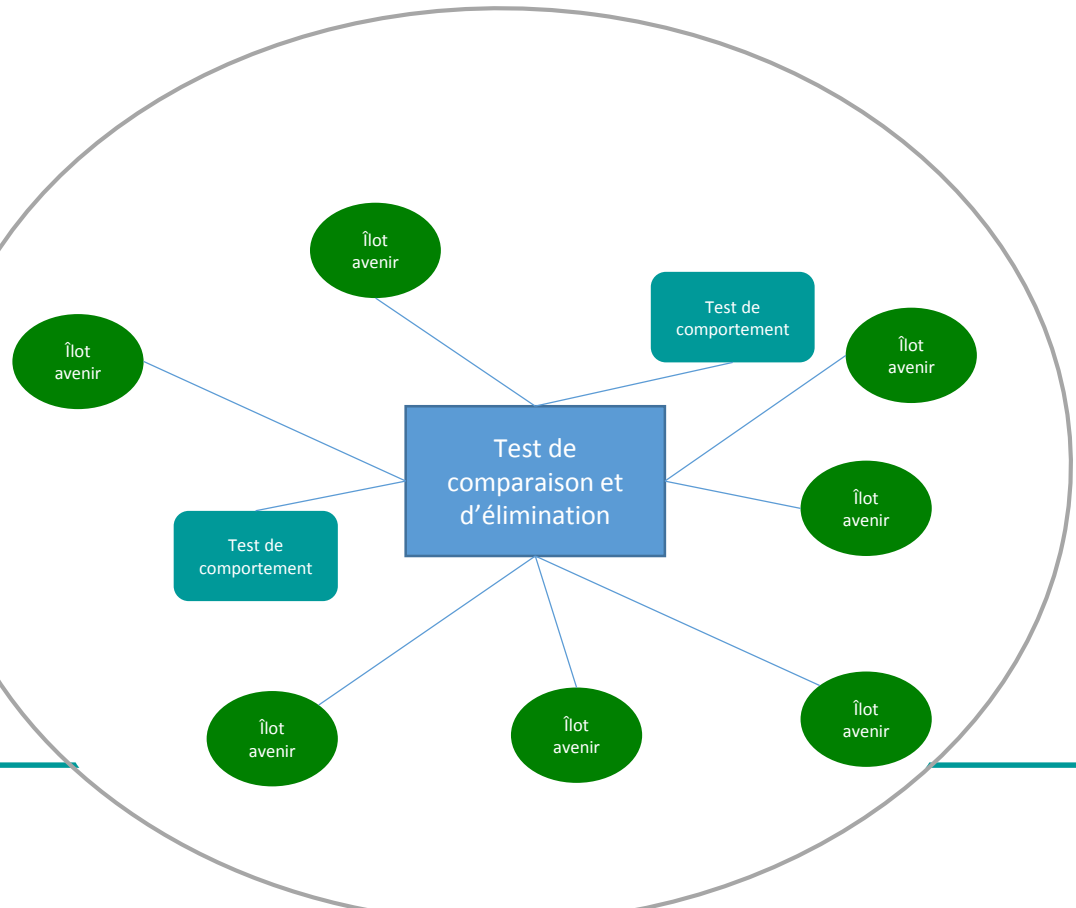 Îlot
avenir
Test de
comportement
Îlot
avenir
Îlot
avenir
Test de
comparaison et
d’élimination
Îlot
avenir
Test de
comportement
Îlot
avenir
Îlot
avenir
Îlot
avenir